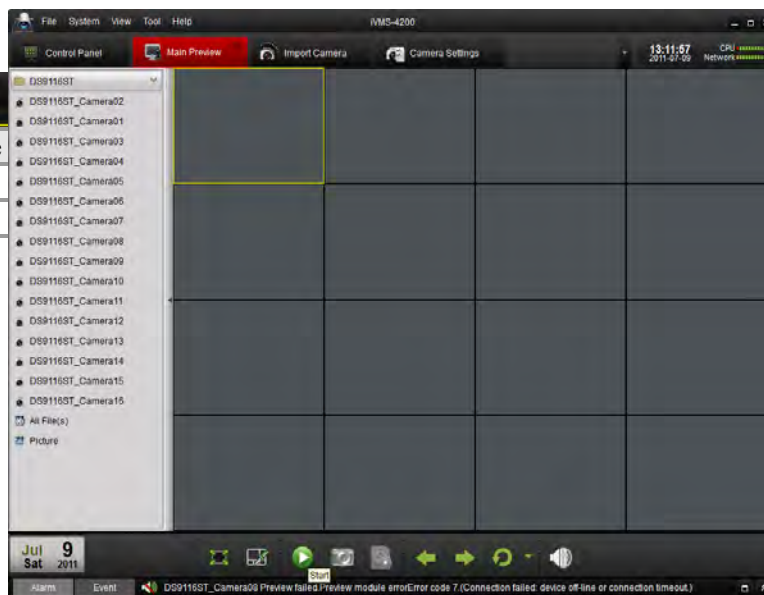 File System View Tool Help iVMS-4200
Control Panel Main Preview Import Camera Camera Settings 13:11:57 CPU
2011-07-09 Network
DS9116ST
DS9116ST_Camera02
DS9116ST_Camera01
DS9116ST_Camera03
DS9116ST_Camera04
DS9116ST_Camera05
DS9116ST_Camera06
DS9116ST_Camera07
DS9116ST_Camera08
DS9116ST_Camera09
DS9116ST_Camera10
DS9116ST_Camera11
DS9116ST_Camera12
DS9116ST_Camera13
DS9116ST_Camera14
DS9116ST_Camera15
DS9116ST_Camera16
All File(s)
Picture
Jul 9
Sat 2011
Start
Alarm Event DS9116ST_Camera08 Preview failed.Preview module errorError code 7.(Connection failed: device off-line or connection timeout.)